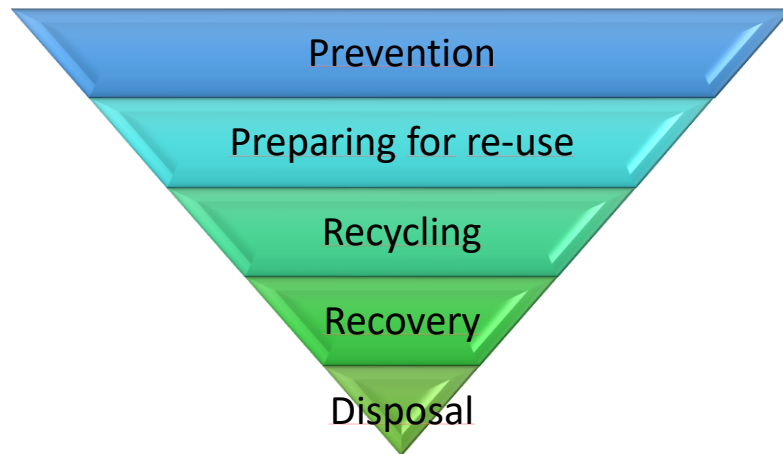 Prevention
Preparing for re-use
Recycling
Recovery
Disposal